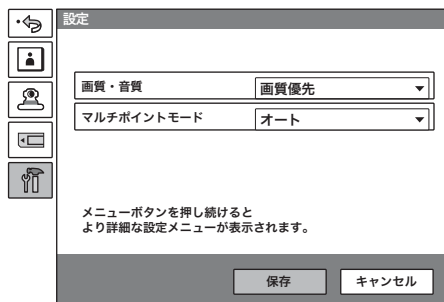 設定
画質・音質
画質優先
マルチポイントモード
オート
メニューボタンを押し続けると
より詳細な設定メニューが表示されます。
保存
キャンセル